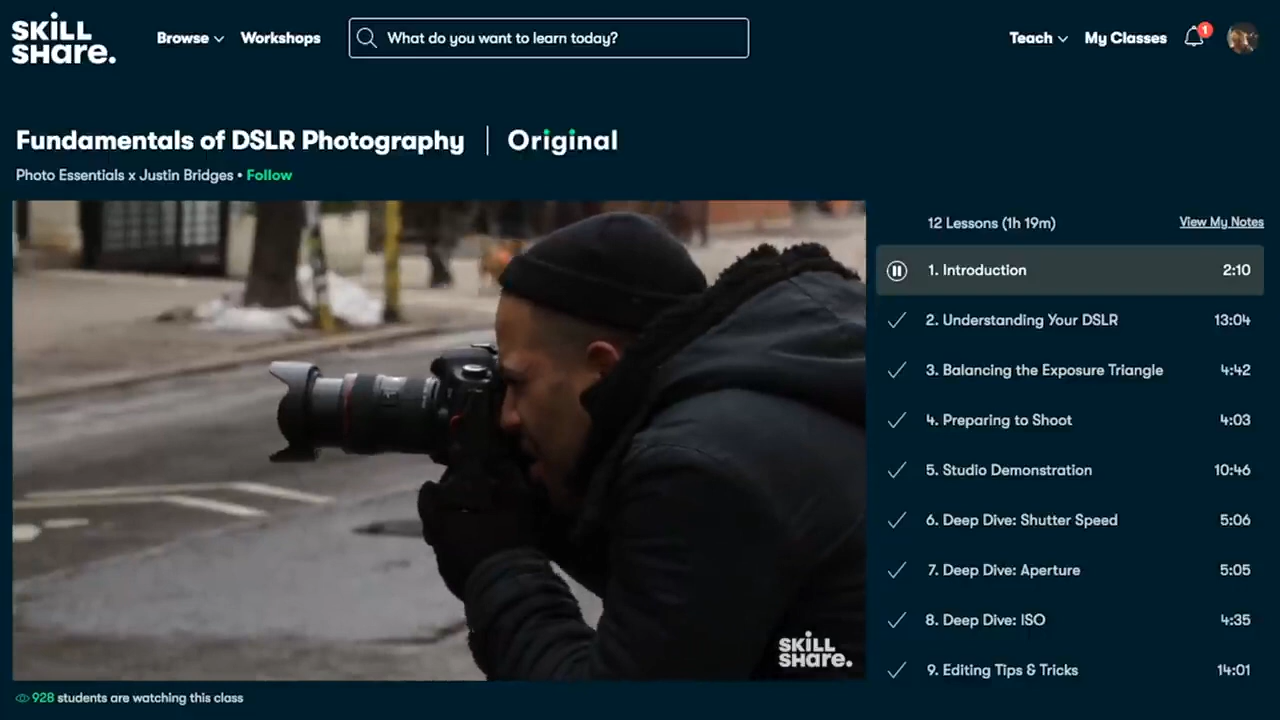 SKILL
SHARE.
Browse
Workshops
What do you want to learn today?
Teach
My Classes
1
Fundamentals of DSLR Photography | Original
Photo Essentials x Justin Bridges • Follow
12 Lessons (1h 19m)
View My Notes
1. Introduction 2:10
2. Understanding Your DSLR 13:04
3. Balancing the Exposure Triangle 4:42
4. Preparing to Shoot 4:03
5. Studio Demonstration 10:46
6. Deep Dive: Shutter Speed 5:06
7. Deep Dive: Aperture 5:05
8. Deep Dive: ISO 4:35
9. Editing Tips & Tricks 14:01
SKILL
SHARE.
928 students are watching this class